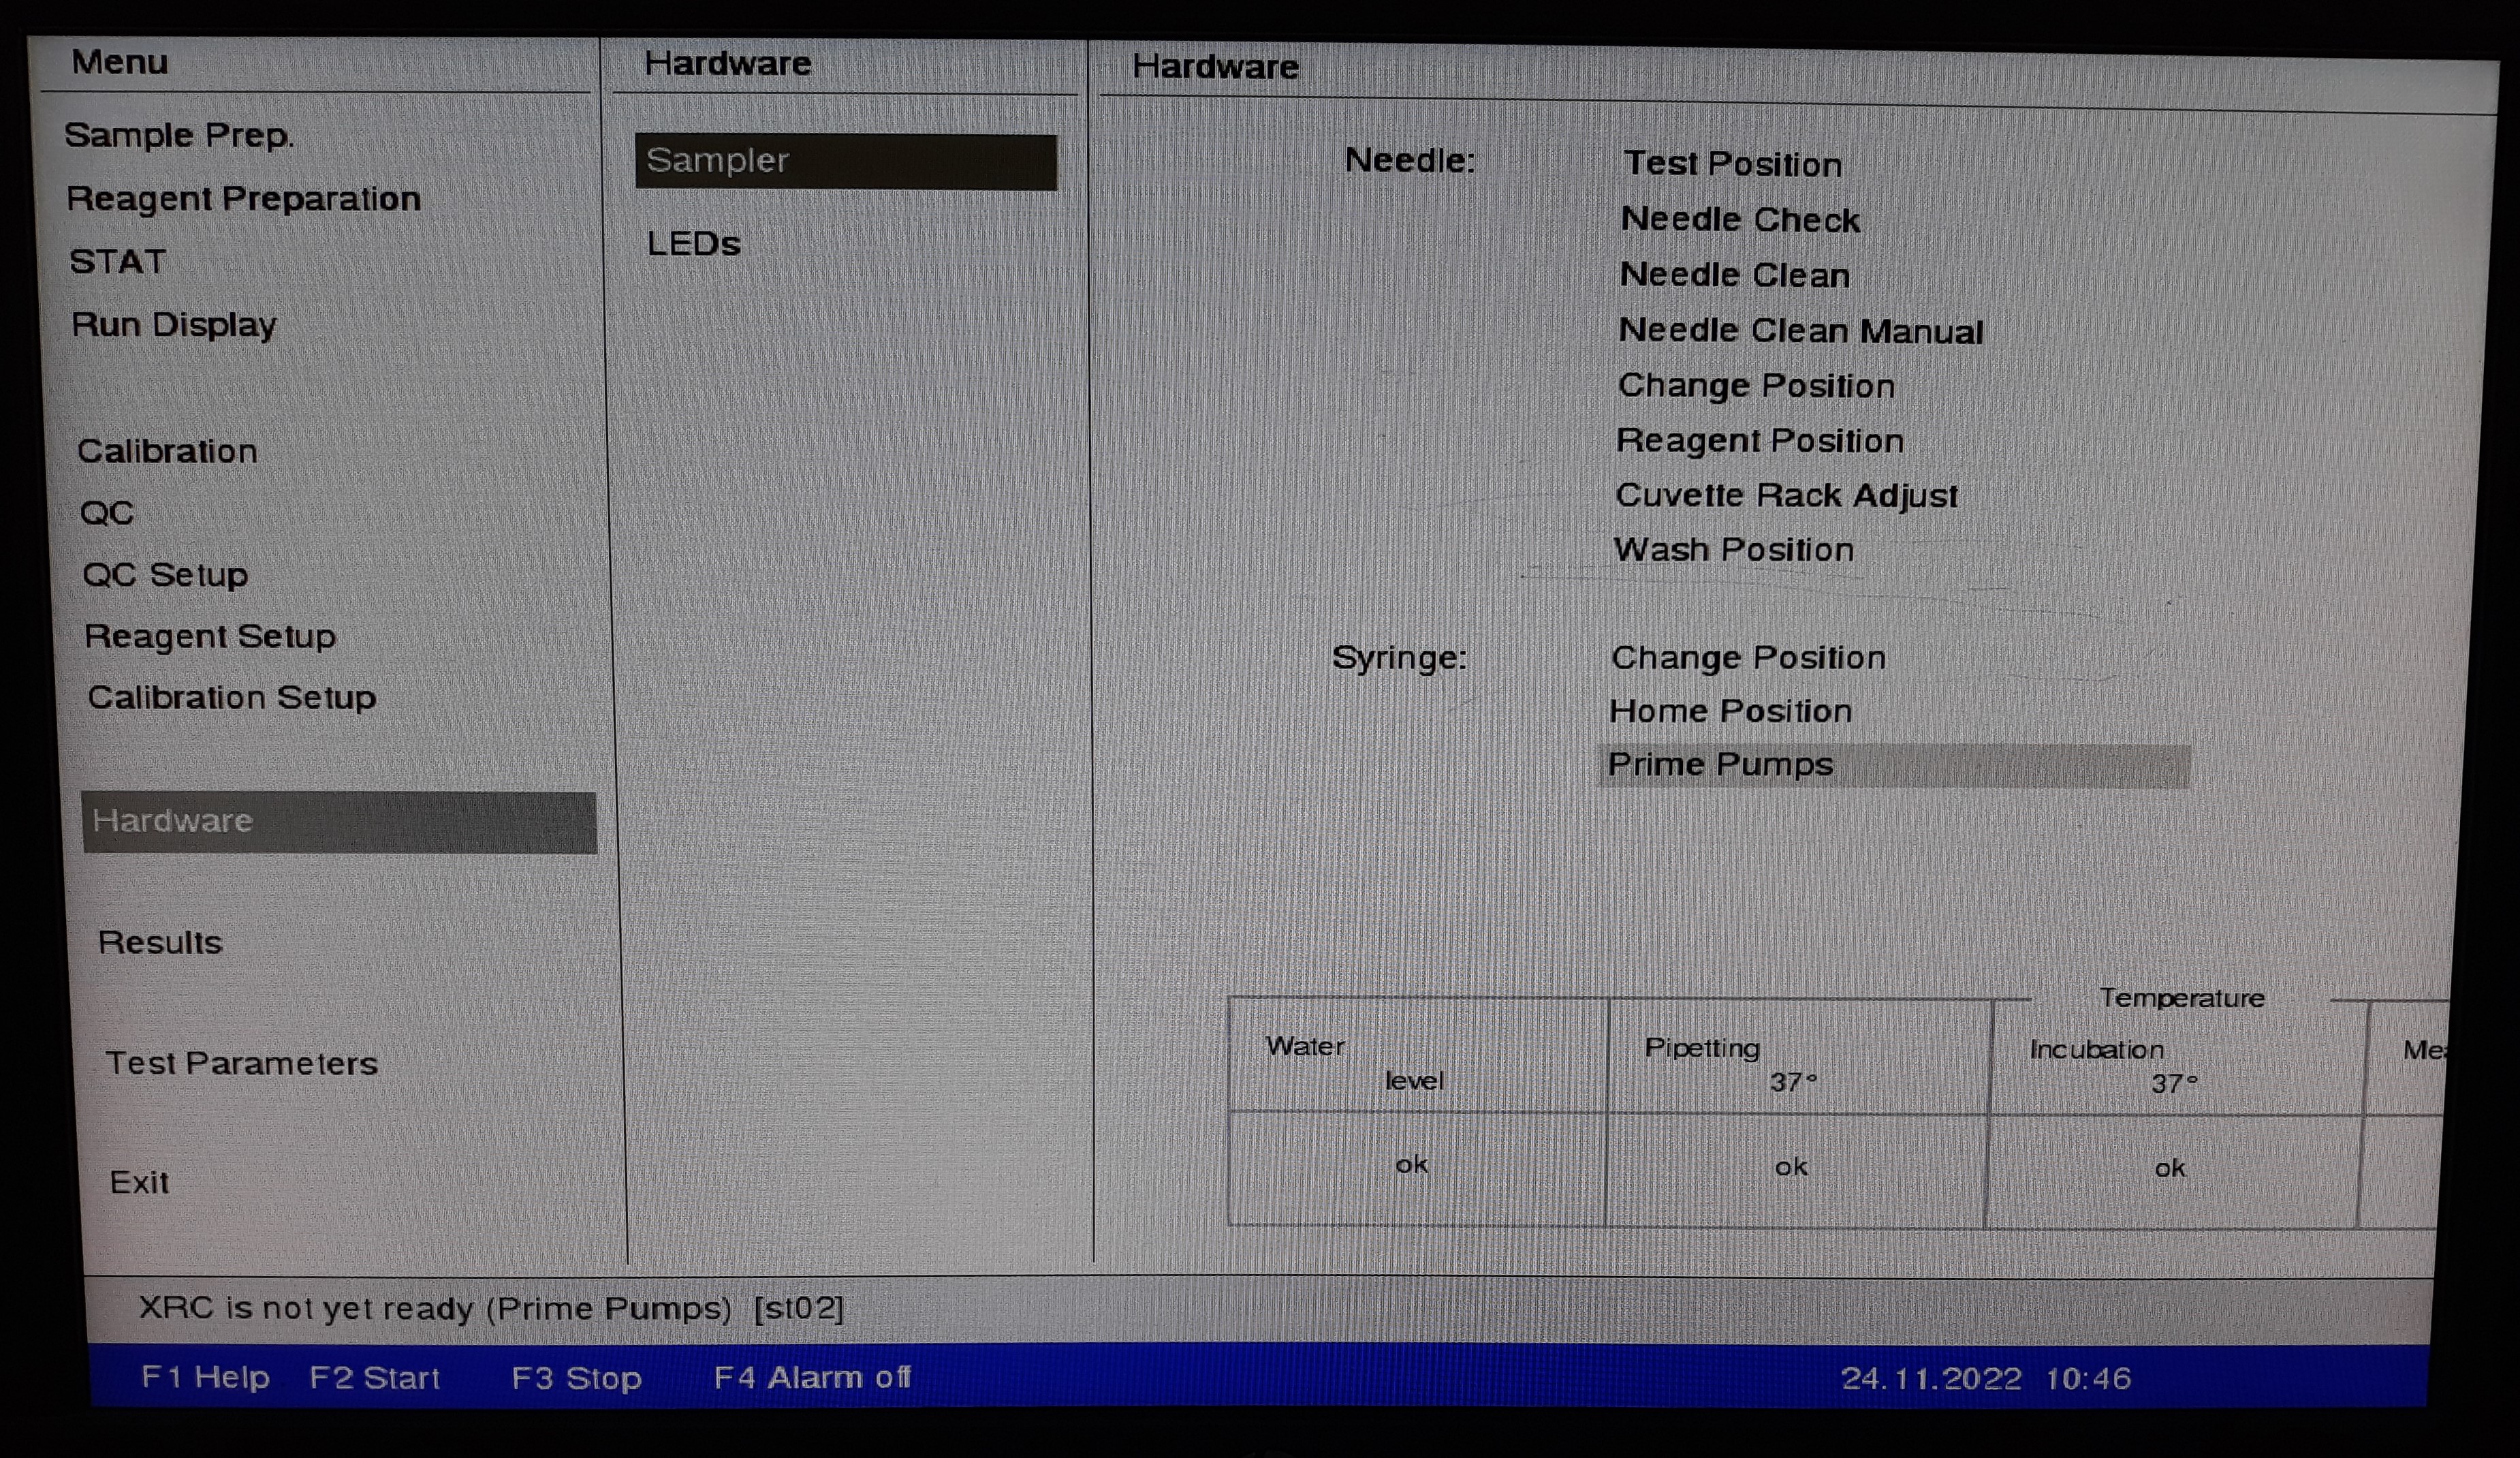 Menu
Sample Prep.
Reagent Preparation
STAT
Run Display
Calibration
QC
QC Setup
Reagent Setup
Calibration Setup
Hardware
Results
Test Parameters
Exit
Hardware
Sampler
LEDs
Hardware
Needle: Test Position
Needle Check
Needle Clean
Needle Clean Manual
Change Position
Reagent Position
Cuvette Rack Adjust
Wash Position
Syringe: Change Position
Home Position
Prime Pumps
Temperature
Water Pipetting Incubation
level 37° 37°
ok ok ok
XRC is not yet ready (Prime Pumps) [st02]
F1 Help F2 Start F3 Stop F4 Alarm off 24.11.2022 10:46